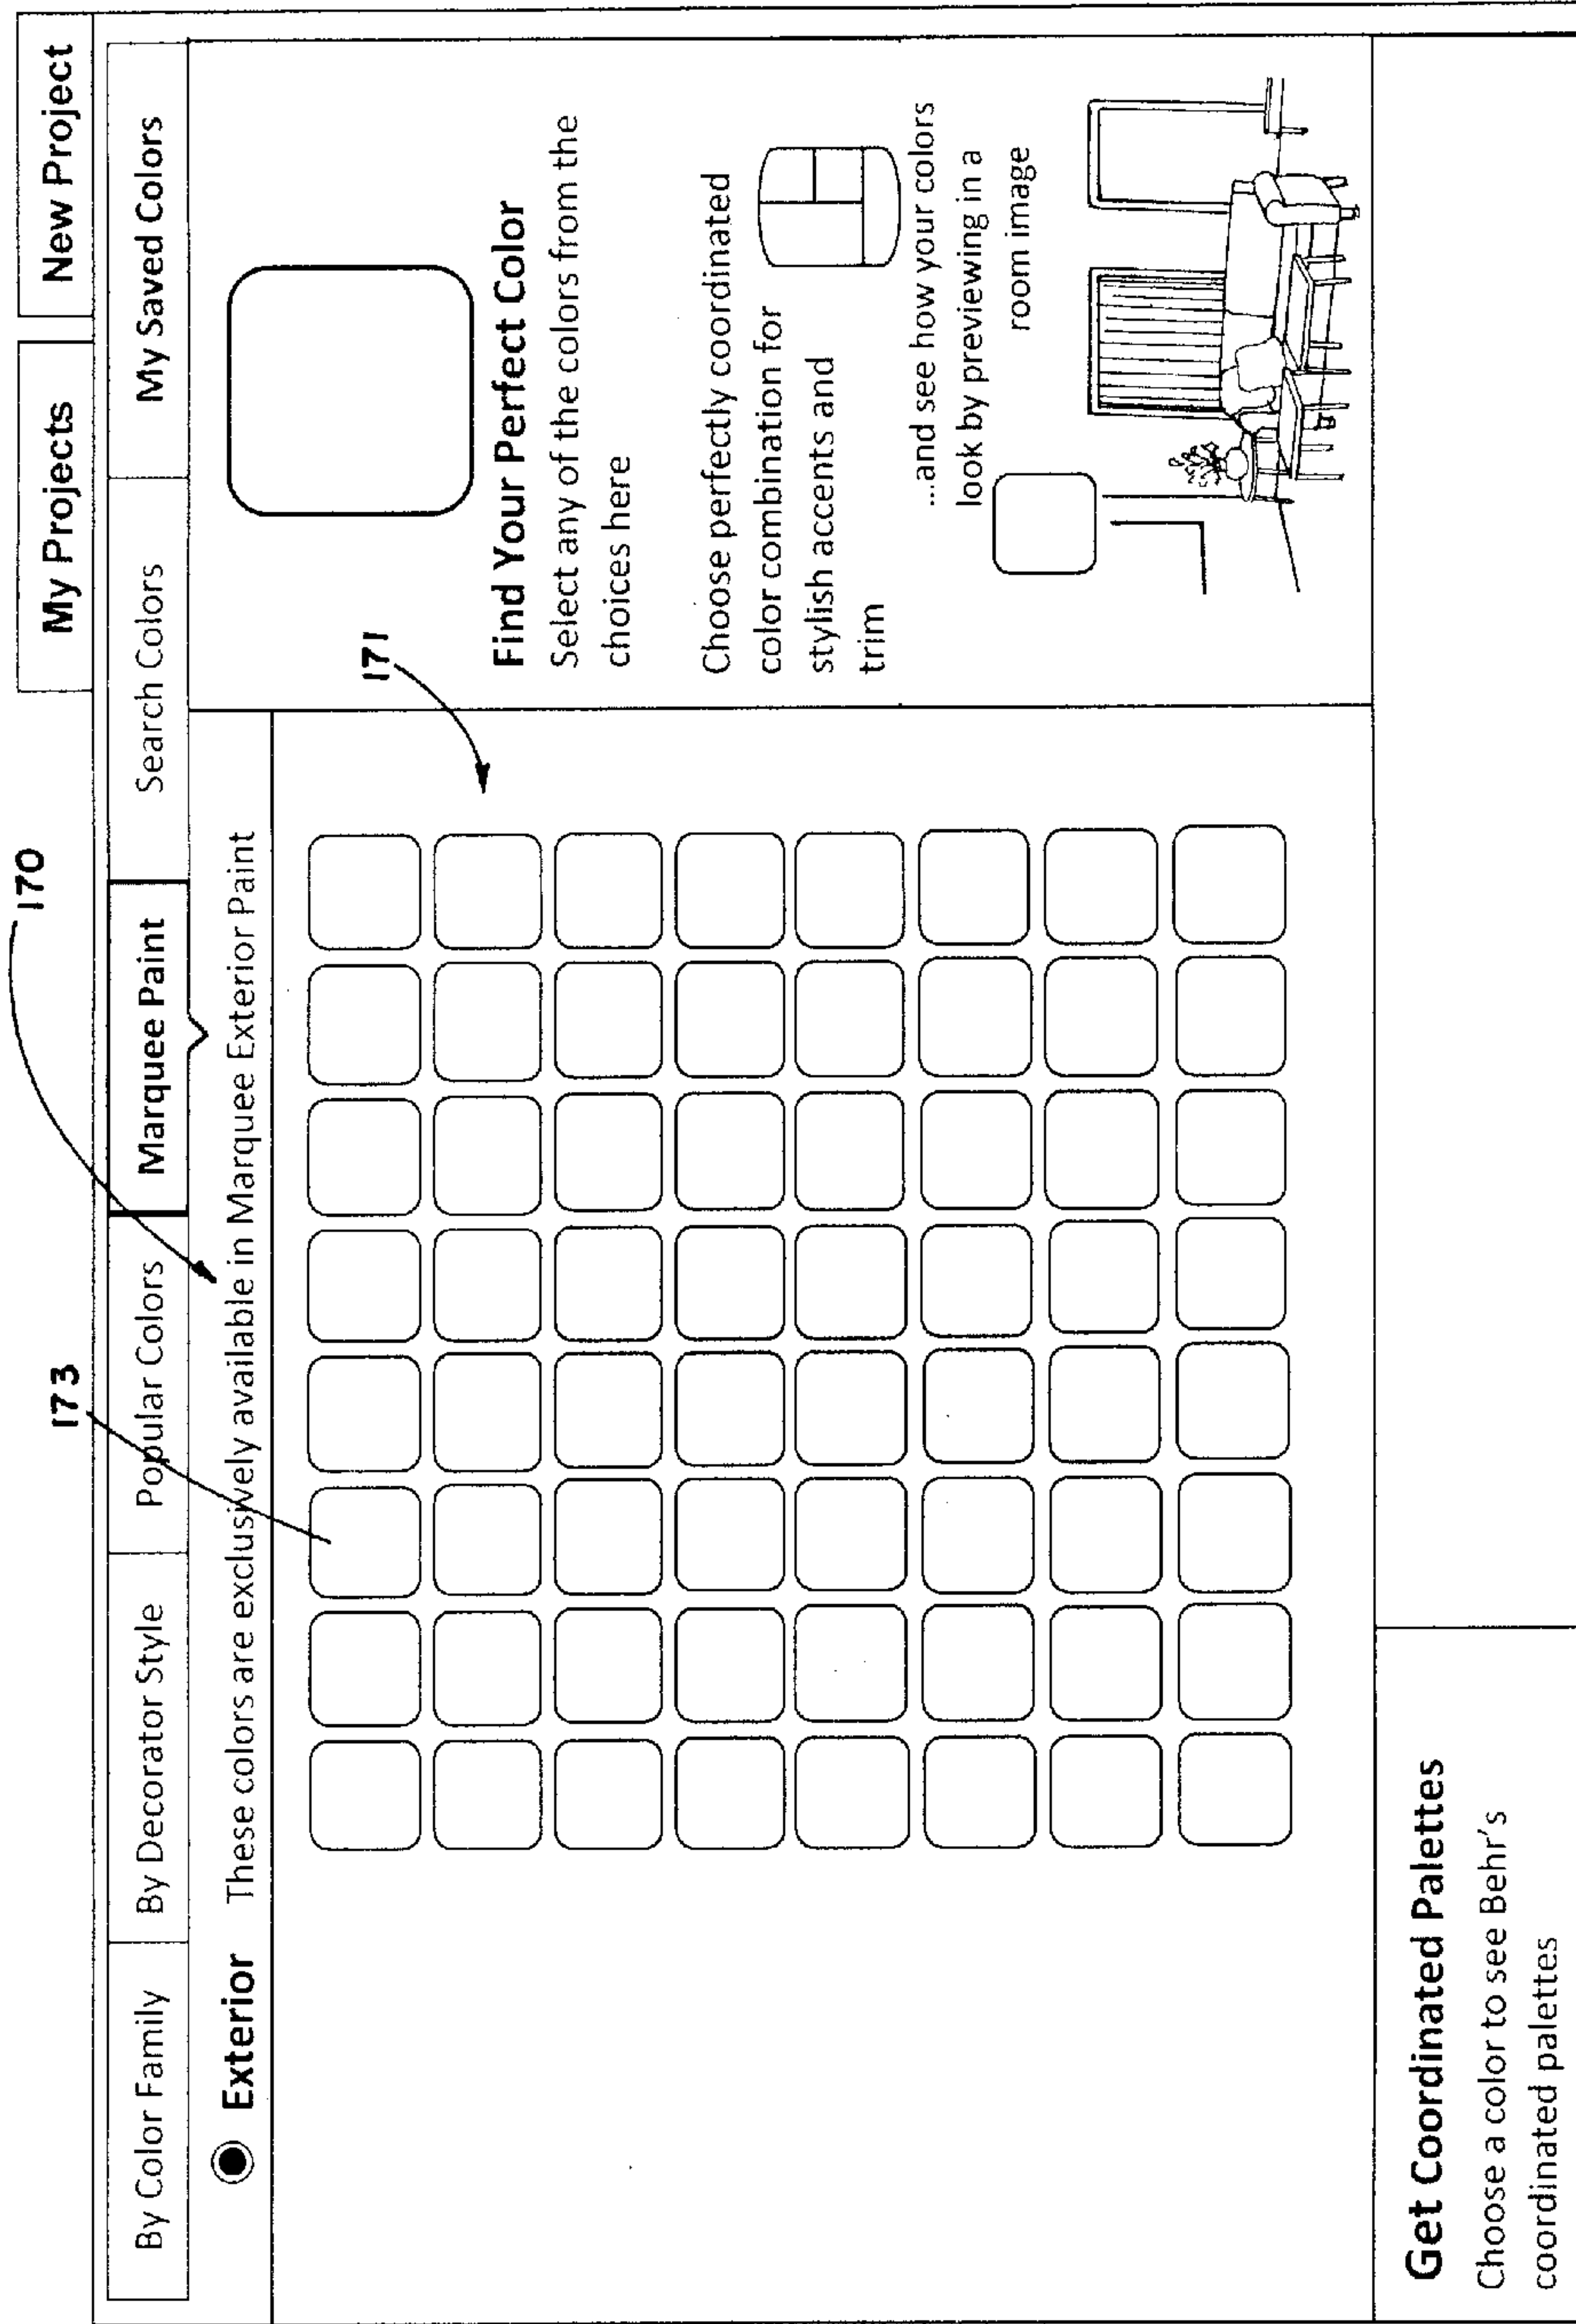 My Projects
New Project
By Color Family
By Decorator Style
Popular Colors
Marquee Paint
Search Colors
My Saved Colors
173
170
171
Exterior These colors are exclusively available in Marquee Exterior Paint
Find Your Perfect Color
Select any of the colors from the
choices here
Choose perfectly coordinated
color combination for
stylish accents and
trim
...and see how your colors
look by previewing in a
room image
Get Coordinated Palettes
Choose a color to see Behr's
coordinated palettes